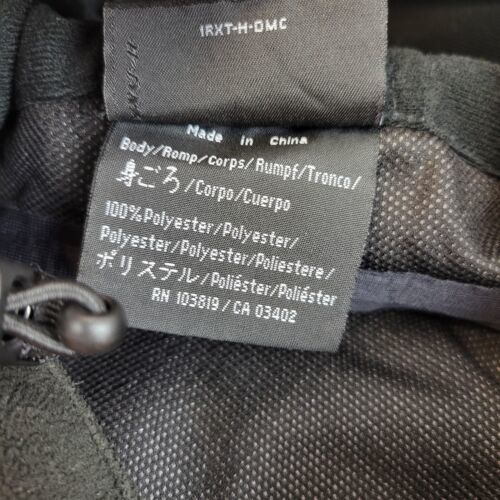 1RXT-H-DMC
Made in China
Body/Romp/Corps/Rumpf/Tronco/
身ごろ/Corpo/Cuerpo
100%Polyester/Polyester/
Polyester/Polyester/Poliestere/
ポリステル/Poliéster/Poliéster
RN 103819/CA 03402